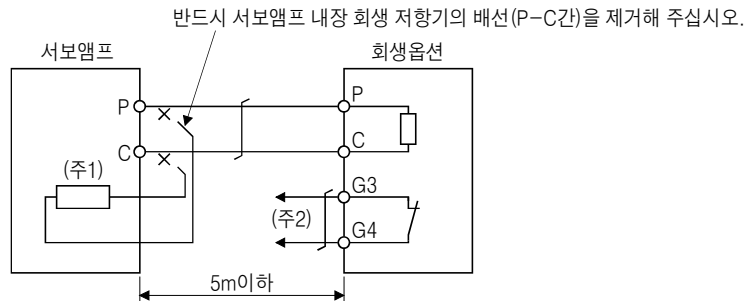 반드시 서보앰프 내장 회생 저항기의 배선(P-C간)을 제거해 주십시오.
서보앰프
회생옵션
P
P
C
C
(주1)
G3
(주2)
G4
5m이하